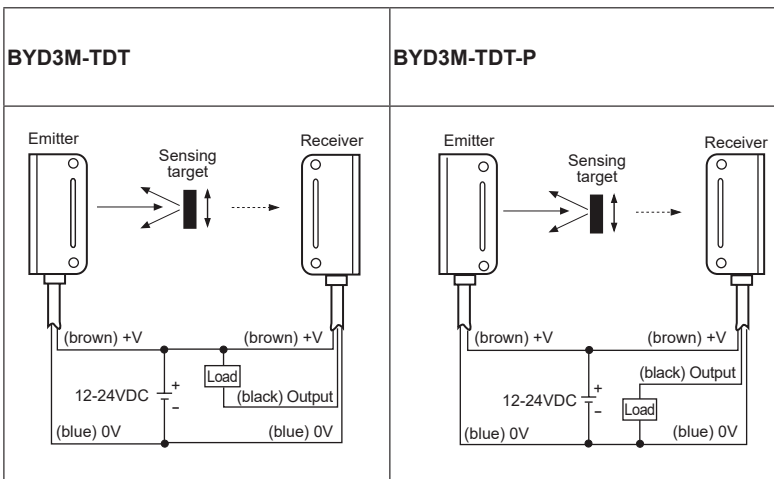 BYD3M-TDT
BYD3M-TDT-P
Emitter
Receiver
Sensing
target
(brown) +V
(brown) +V
Load
12-24VDC
+
−
(black) Output
(blue) 0V
(blue) 0V
Emitter
Receiver
Sensing
target
(brown) +V
(brown) +V
(black) Output
12-24VDC
+
−
Load
(blue) 0V
(blue) 0V